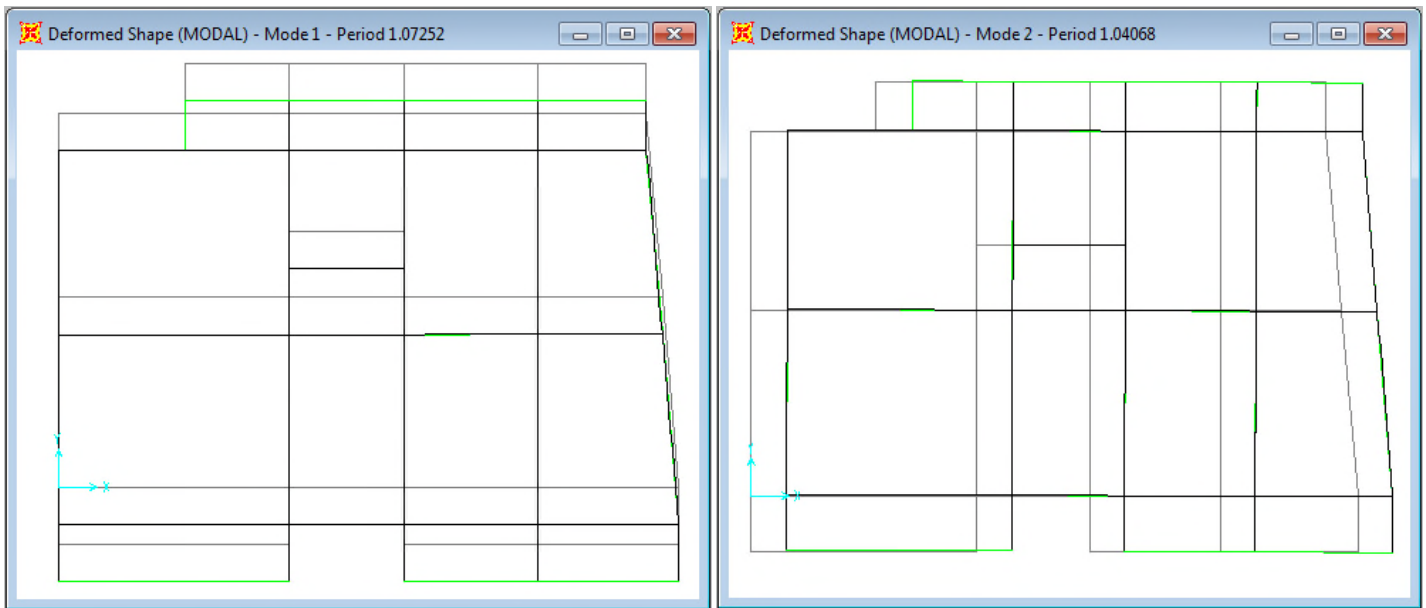 Deformed Shape (MODAL) - Mode 1 - Period 1.07252
Deformed Shape (MODAL) - Mode 2 - Period 1.04068
Y
X
X